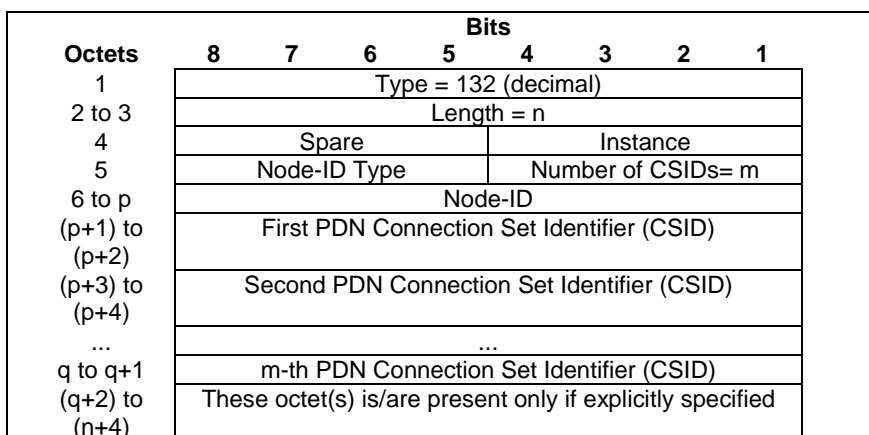 Bits
Octets 8 7 6 5 4 3 2 1
1 Type = 132 (decimal)
2 to 3 Length = n
4 Spare Instance
5 Node-ID Type Number of CSIDs= m
6 to p Node-ID
(p+1) to First PDN Connection Set Identifier (CSID)
(p+2)
(p+3) to Second PDN Connection Set Identifier (CSID)
(p+4)
... ...
q to q+1 m-th PDN Connection Set Identifier (CSID)
(q+2) to These octet(s) is/are present only if explicitly specified
(n+4)